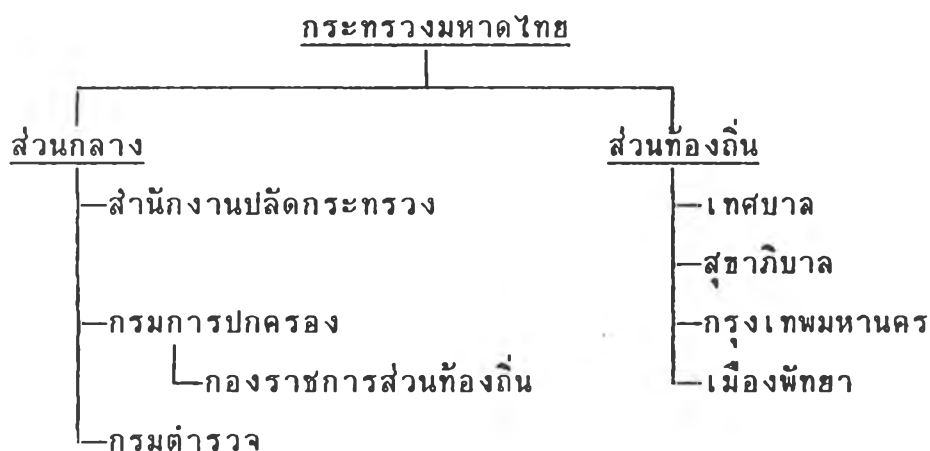 กระทรวงมหาดไทย
ส่วนกลาง
สำนักงานปลัดกระทรวง
กรมการปกครอง
กองราชการส่วนท้องถิ่น
กรมตำรวจ
ส่วนท้องถิ่น
เทศบาล
สุขาภิบาล
กรุงเทพมหานคร
เมืองพัทยา